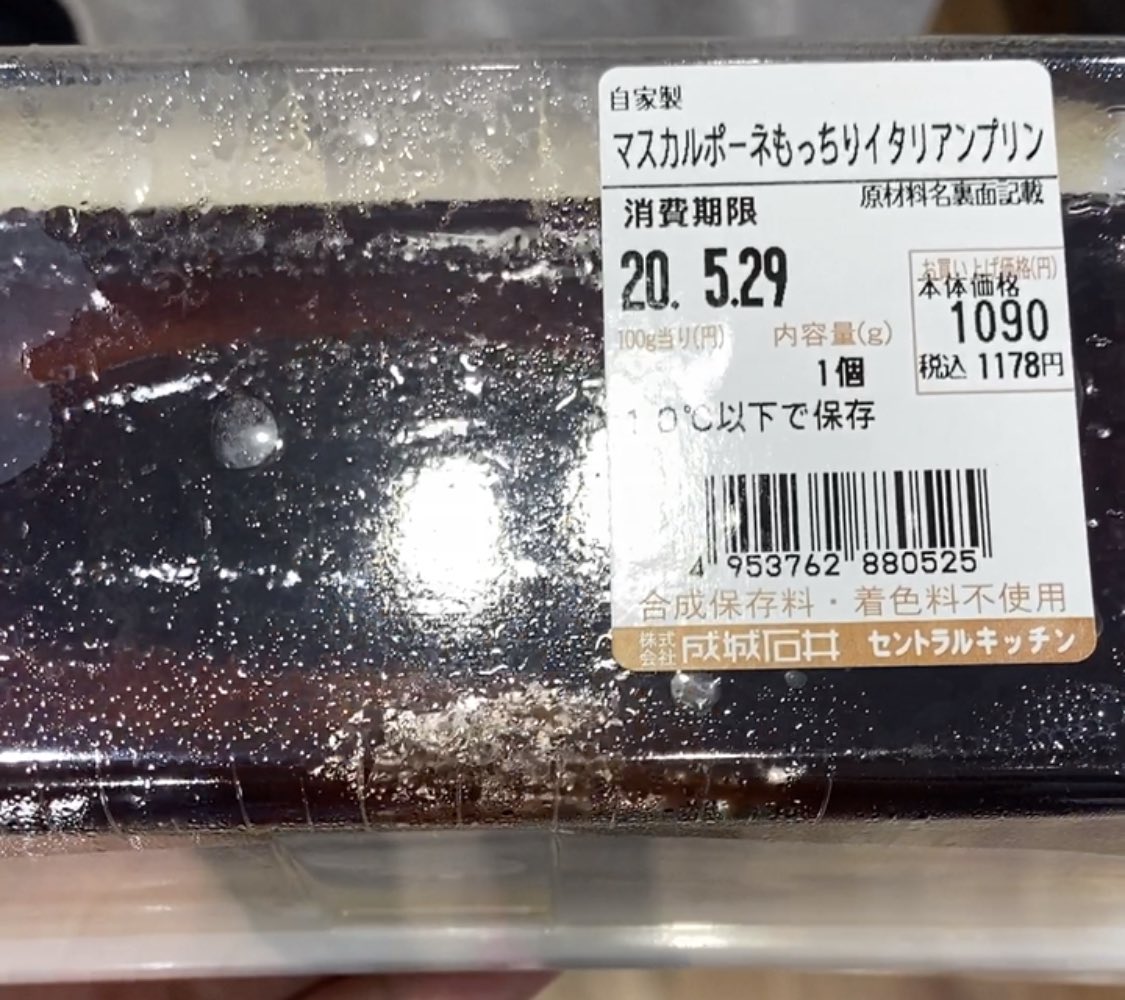 自家製
マスカルポーネもっちりイタリアンプリン
原材料名裏面記載
消費期限
20. 5.29
お買い上げ価格(円)
本体価格
1090
税込 1178円
100g当り(円) 内容量(g)
1個
10℃以下で保存
4 953762 880525
合成保存料・着色料不使用
株式会社 成城石井 セントラルキッチン